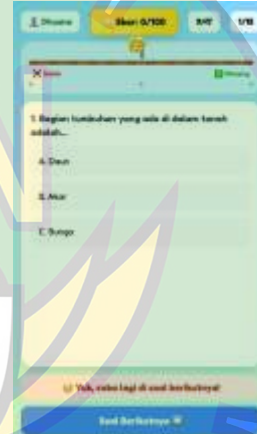 Skor: 0/100
1/10
1. Bagian tumbuhan yang ada di dalam tanah
adalah...
A. Daun
B. Akar
C. Bunga
Yuk, coba lagi di soal berikutnya!
Soal Berikutnya